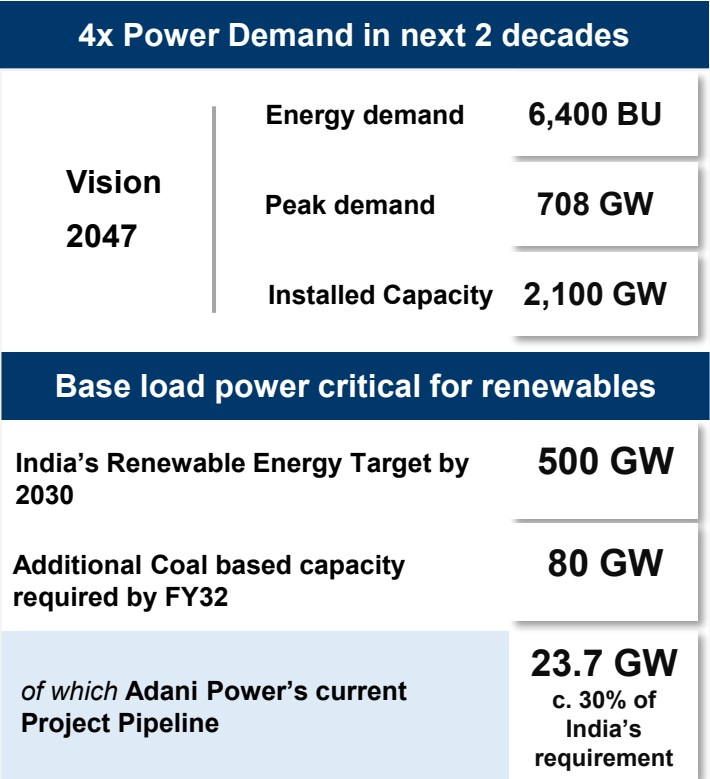 4x Power Demand in next 2 decades
Vision
2047
Energy demand
6,400 BU
Peak demand
708 GW
Installed Capacity
2,100 GW
Base load power critical for renewables
India’s Renewable Energy Target by
2030
500 GW
Additional Coal based capacity
required by FY32
80 GW
of which Adani Power’s current
Project Pipeline
23.7 GW
c. 30% of
India’s
requirement